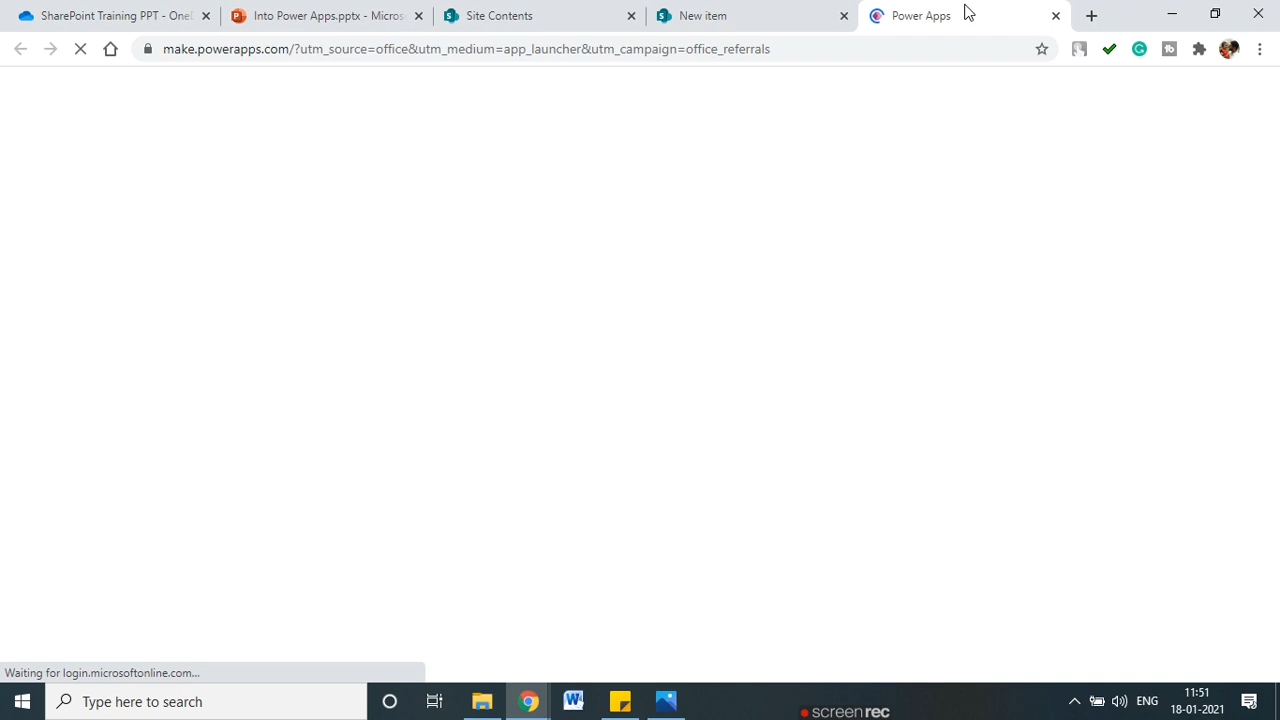 SharePoint Training PPT - One
Into Power Apps.pptx - Micros
Site Contents
New item
Power Apps
make.powerapps.com/?utm_source=office&utm_medium=app_launcher&utm_campaign=office_referrals
Waiting for login.microsoftonline.com...
Type here to search
screenrec
ENG
11:51
18-01-2021